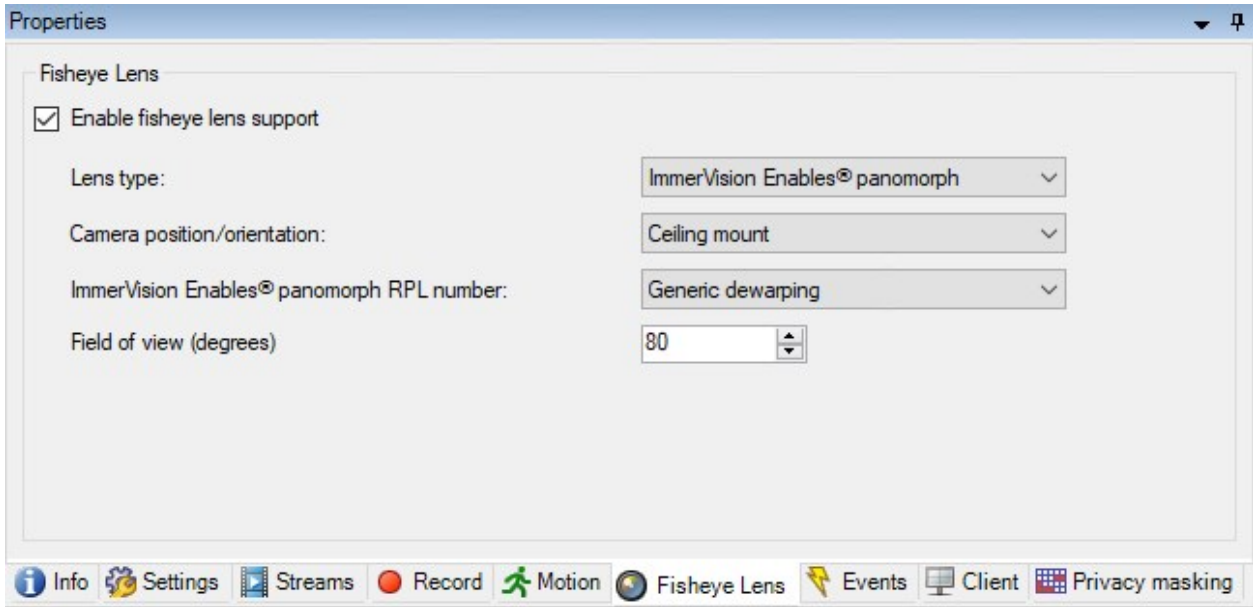 Properties
Fisheye Lens
Enable fisheye lens support
Lens type: ImmerVision Enables® panomorph
Camera position/orientation: Ceiling mount
ImmerVision Enables® panomorph RPL number: Generic dewarping
Field of view (degrees) 80
Info Settings Streams Record Motion Fisheye Lens Events Client Privacy masking